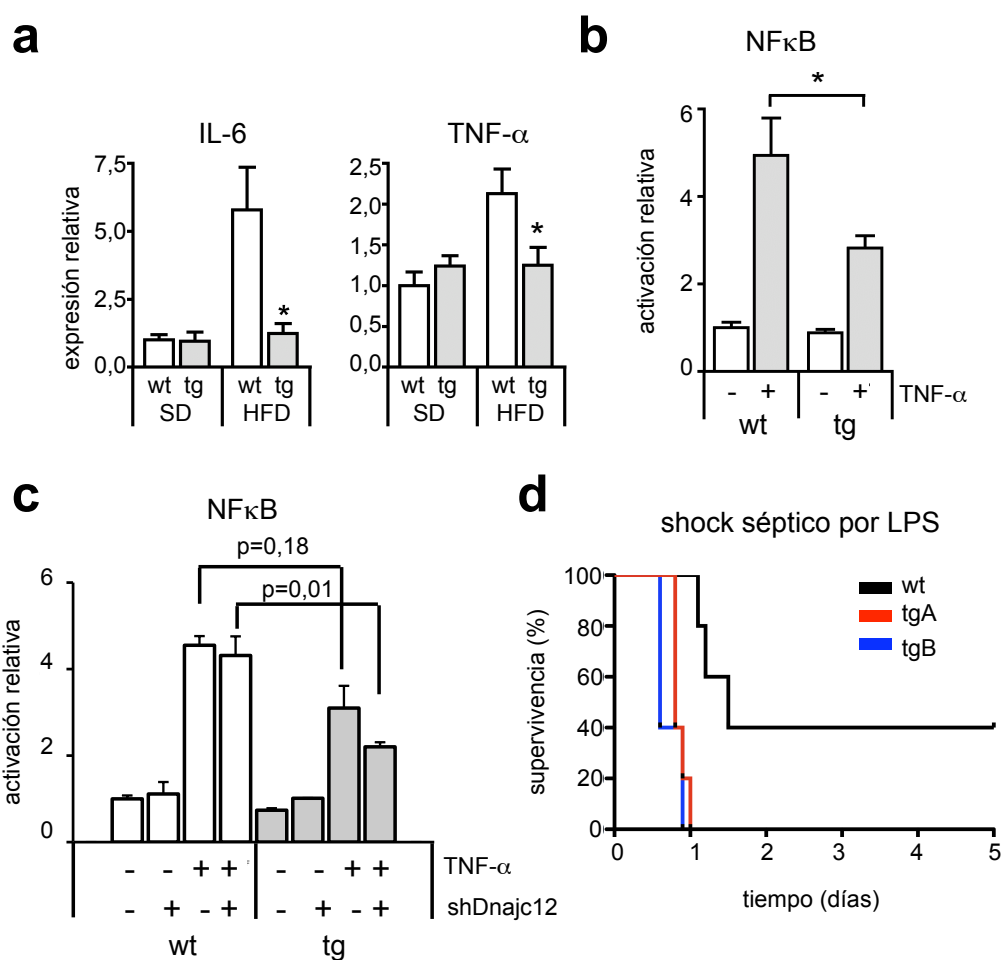 a
IL-6
expresión relativa
7,5
5,0
2,5
0,0
*
wt tg wt tg
SD HFD
TNF-α
2,5
2,0
1,5
1,0
0,5
0,0
*
wt tg wt tg
SD HFD
b
NFκB
*
activación relativa
6
4
2
0
- + - + TNF-α
wt tg
c
NFκB
p=0,18
p=0,01
activación relativa
6
4
2
0
- - + + - - + + TNF-α
- + - + - + - + shDnajc12
wt tg
d
shock séptico por LPS
wt
tgA
tgB
supervivencia (%)
100
80
60
40
20
0
0 1 2 3 4 5
tiempo (días)